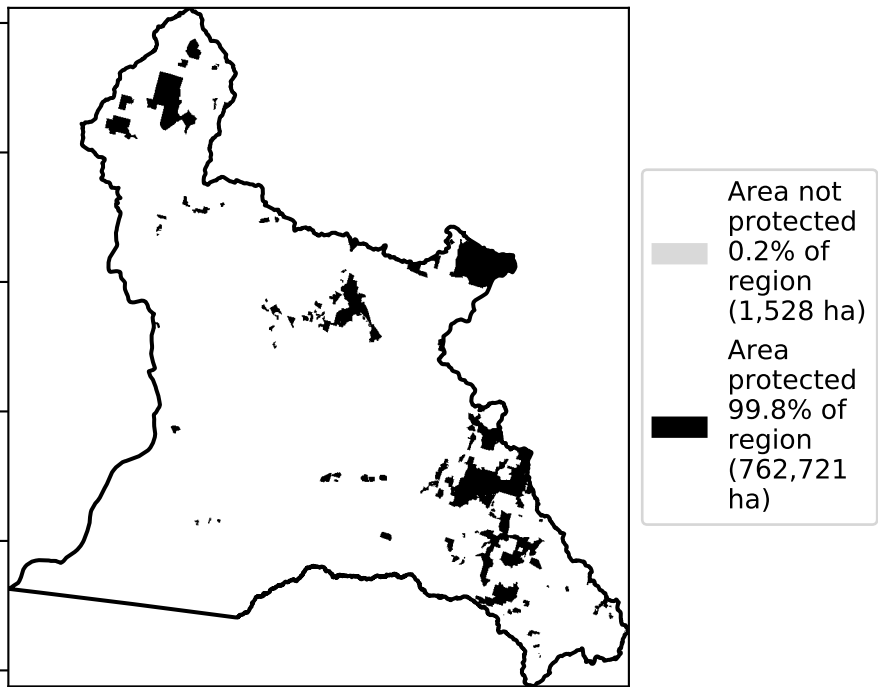 Area not
protected
0.2% of
region
(1,528 ha)
Area
protected
99.8% of
region
(762,721
ha)